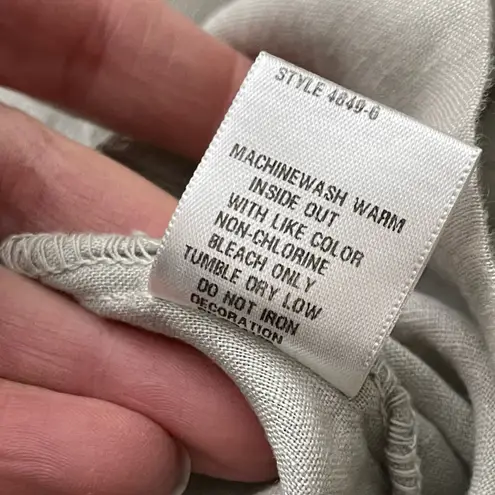 STYLE 4849-6
MACHINEWASH WARM
INSIDE OUT
WITH LIKE COLOR
NON-CHLORINE
BLEACH ONLY
TUMBLE DRY LOW
DO NOT IRON
DECORATION